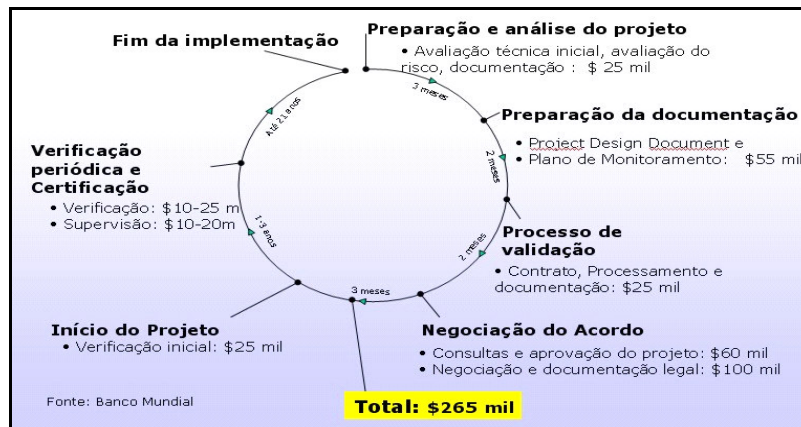 Preparação e análise do projeto
• Avaliação técnica inicial, avaliação do
risco, documentação : $ 25 mil
3 meses
Preparação da documentação
• Project Design Document e
• Plano de Monitoramento: $55 mil
2 meses
Processo de
validação
• Contrato, Processamento e
documentação: $25 mil
2 meses
Negociação do Acordo
• Consultas e aprovação do projeto: $60 mil
• Negociação e documentação legal: $100 mil
3 meses
Total: $265 mil
Início do Projeto
• Verificação inicial: $25 mil
1-3 anos
Verificação
periódica e
Certificação
• Verificação: $10-25 m
• Supervisão: $10-20m
Até 21 anos
Fim da implementação
Fonte: Banco Mundial